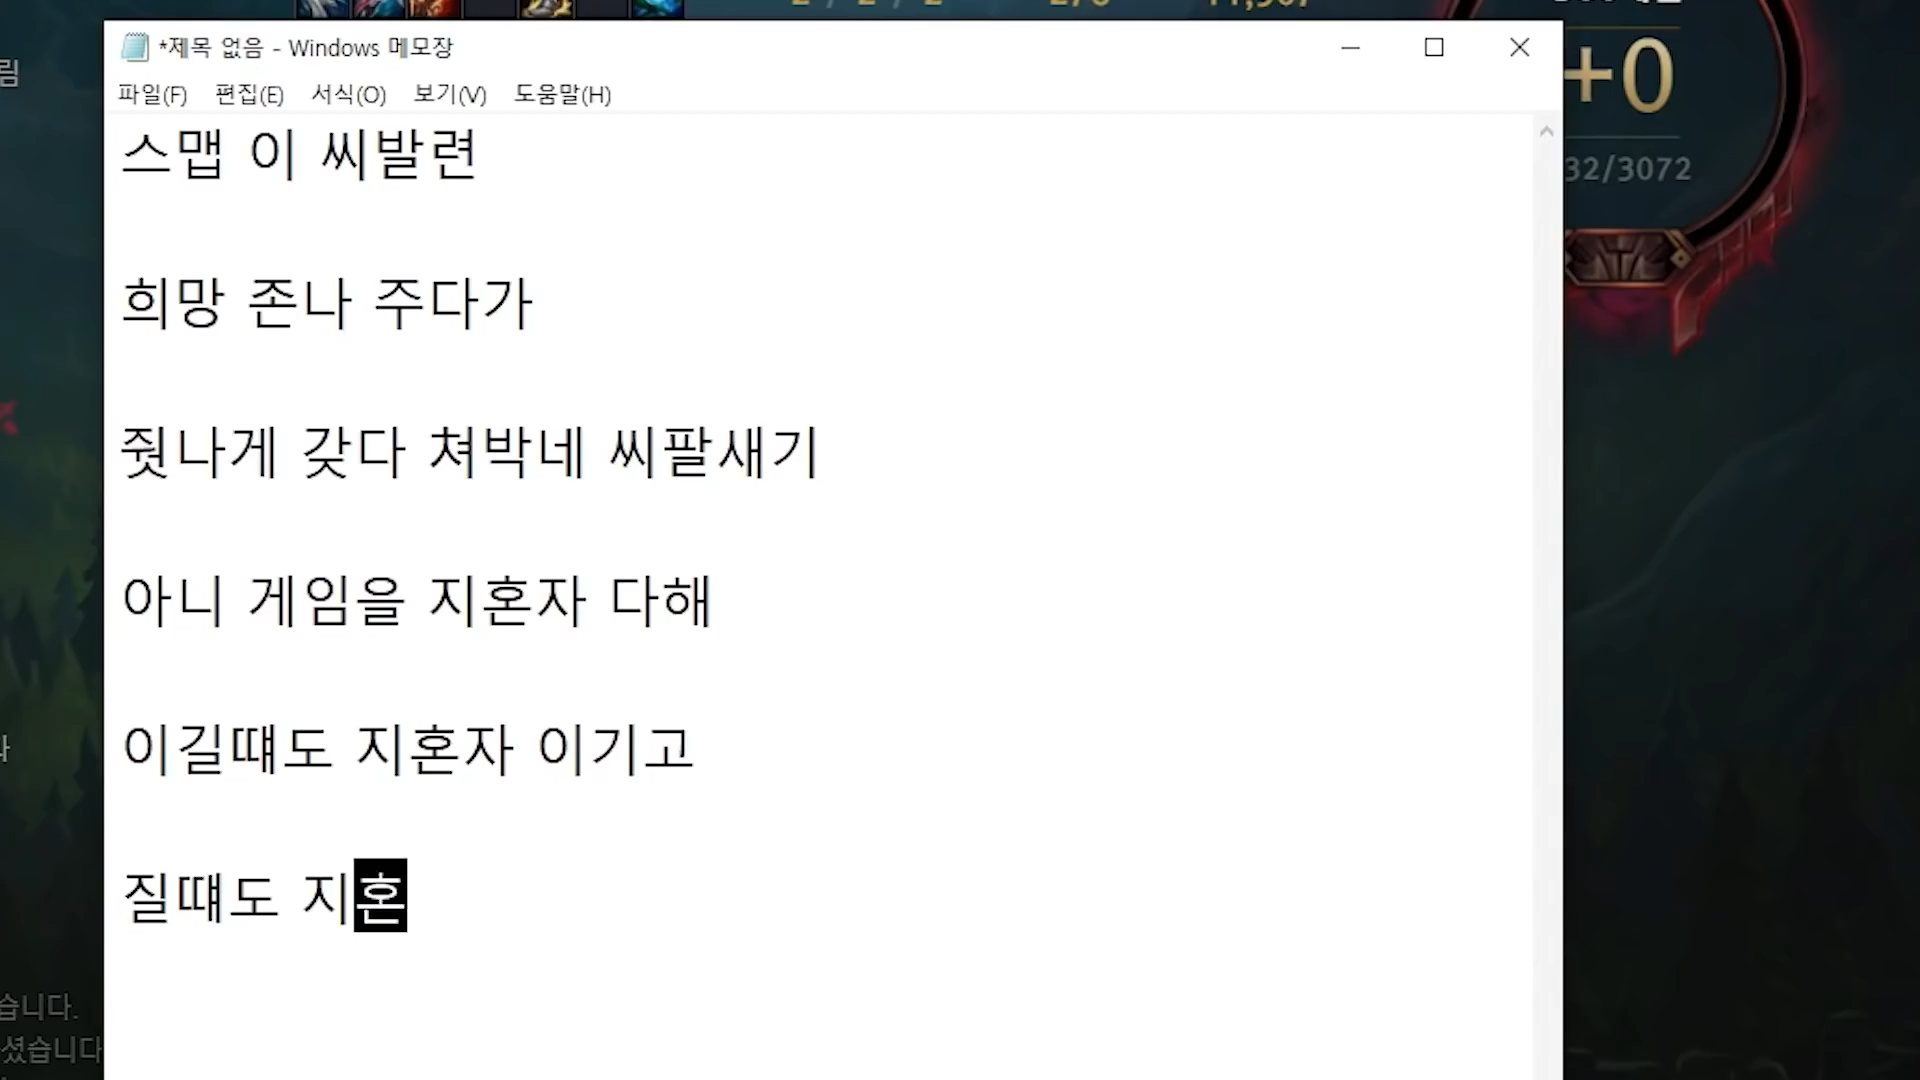 *제목 없음 - Windows 메모장
파일(F) 편집(E) 서식(O) 보기(V) 도움말(H)
스맵 이 씨발련
희망 존나 주다가
줫나게 갖다 쳐박네 씨팔새기
아니 게임을 지혼자 다해
이길떄도 지혼자 이기고
질떄도 지혼
+0
32/3072
림
습니다.
셨습니다